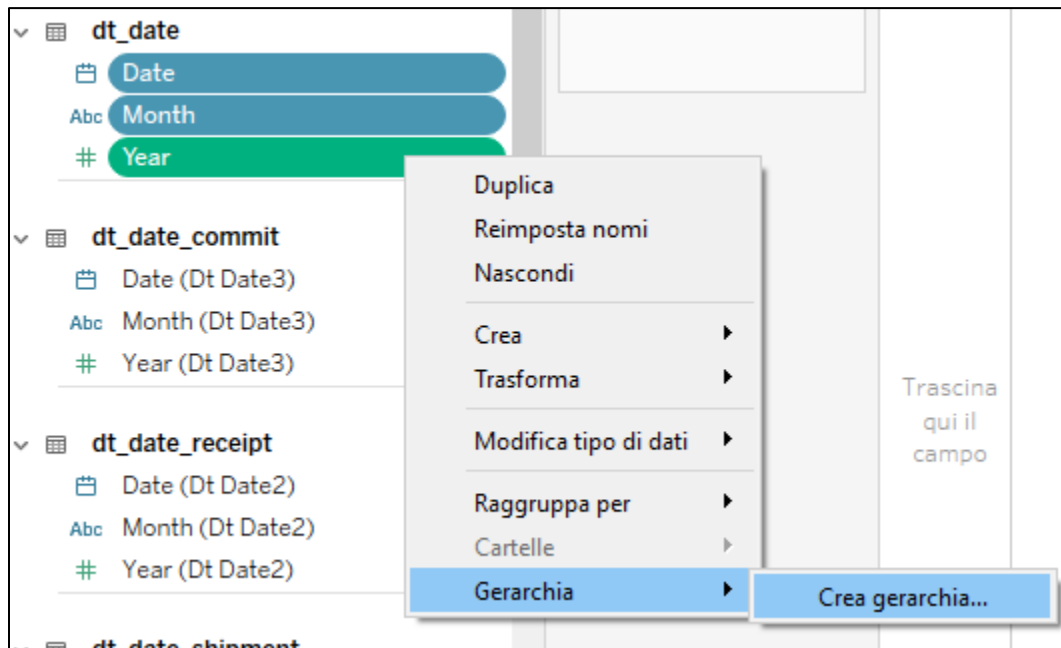 dt_date
Date
Abc Month
# Year
Duplica
Reimposta nomi
Nascondi
Crea
Trasforma
Modifica tipo di dati
Raggruppa per
Cartelle
Gerarchia
Crea gerarchia...
dt_date_commit
Date (Dt Date3)
Abc Month (Dt Date3)
# Year (Dt Date3)
dt_date_receipt
Date (Dt Date2)
Abc Month (Dt Date2)
# Year (Dt Date2)
dt_date_shipment
Trascina
qui il
campo